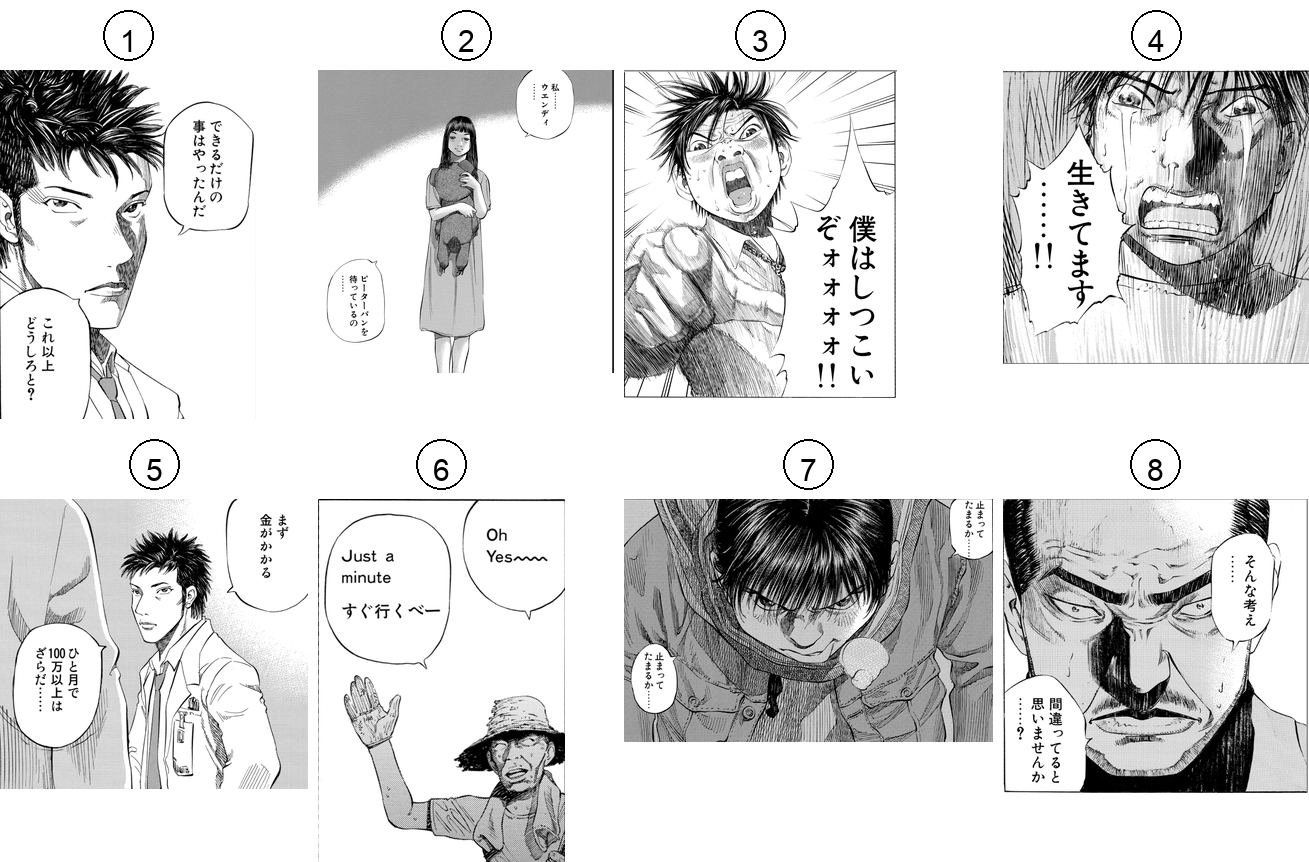 1
できるだけの
事はやったんだ
これ以上
どうしろと?
2
私……
ウエンディ
……
ピーターパンを
待っているの
……
3
僕はしつこい
ぞォォォォォ!!
4
生きてます
……!!
5
まず
金がかかる
ひと月で
100万以上は
ざらだ……
6
Oh
Yes〜〜
Just a
minute
すぐ行くべー
7
止まって
たまるか……
止まって
たまるか……
8
そんな考え
……
間違ってると
思いませんか
……?